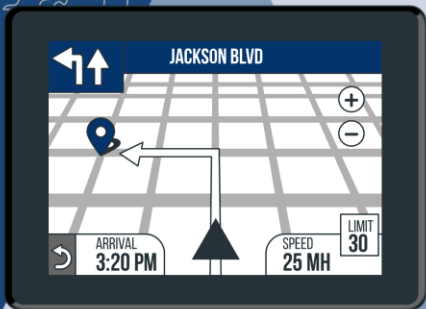 JACKSON BLVD
ARRIVAL
3:20 PM
SPEED
25 MH
LIMIT
30